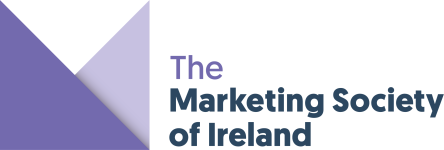 The
Marketing Society
of Ireland